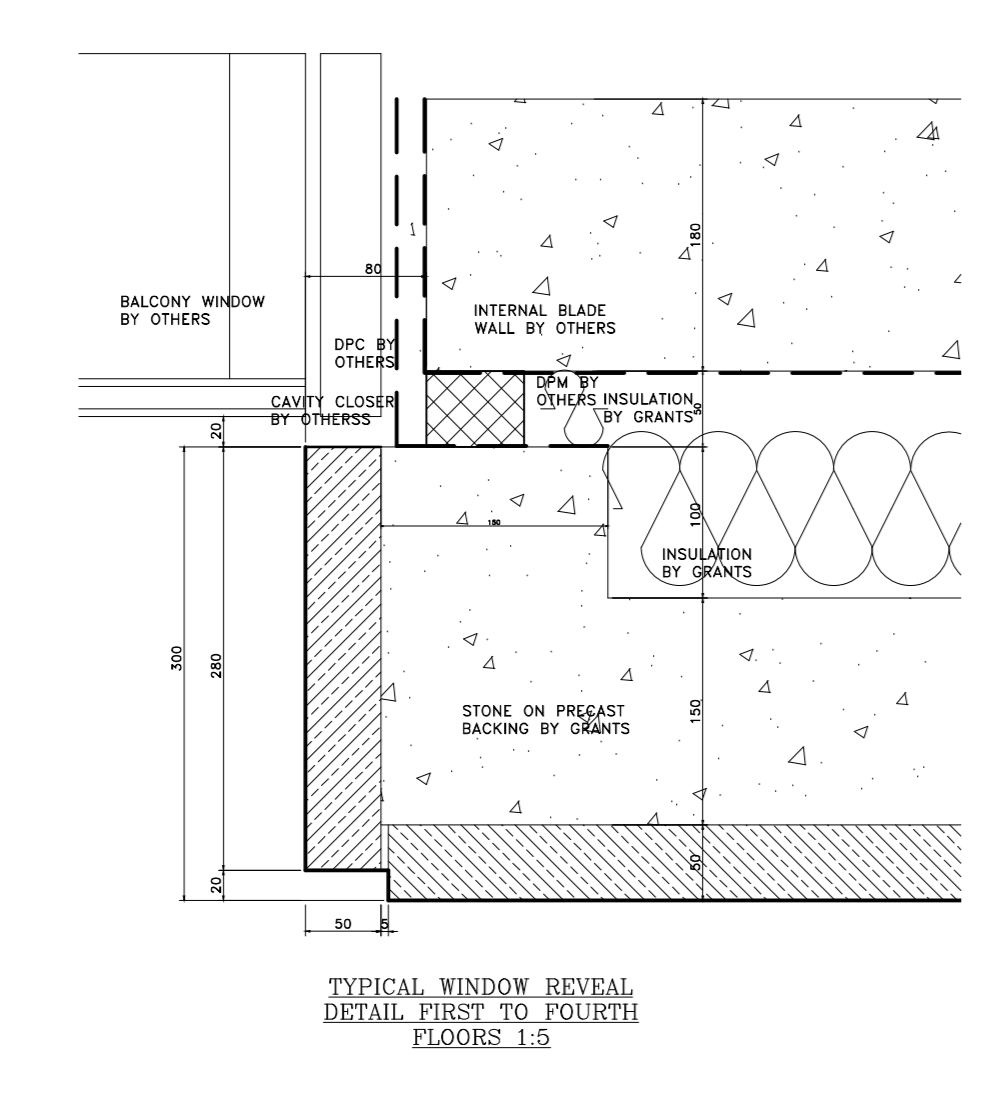 180
80
INTERNAL BLADE
WALL BY OTHERS
BALCONY WINDOW
BY OTHERS
DPC BY
OTHERS
DPM BY
OTHERS
INSULATION
BY GRANTS
50
CAVITY CLOSER
BY OTHERSS
20
100
150
INSULATION
BY GRANTS
300
280
STONE ON PRECAST
BACKING BY GRANTS
150
50
20
50
5
TYPICAL WINDOW REVEAL
DETAIL FIRST TO FOURTH
FLOORS 1:5